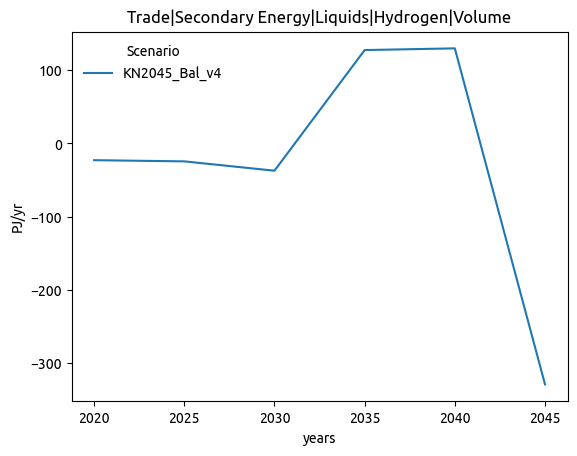 Trade|Secondary Energy|Liquids|Hydrogen|Volume
Scenario
KN2045_Bal_v4
100
0
−100
−200
−300
PJ/yr
2020 2025 2030 2035 2040 2045
years